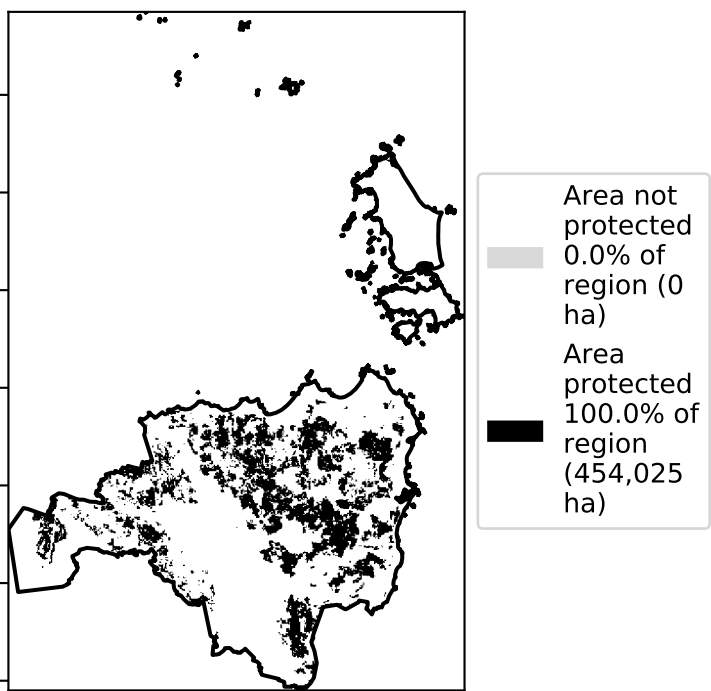 Area not
protected
0.0% of
region (0
ha)
Area
protected
100.0% of
region
(454,025
ha)